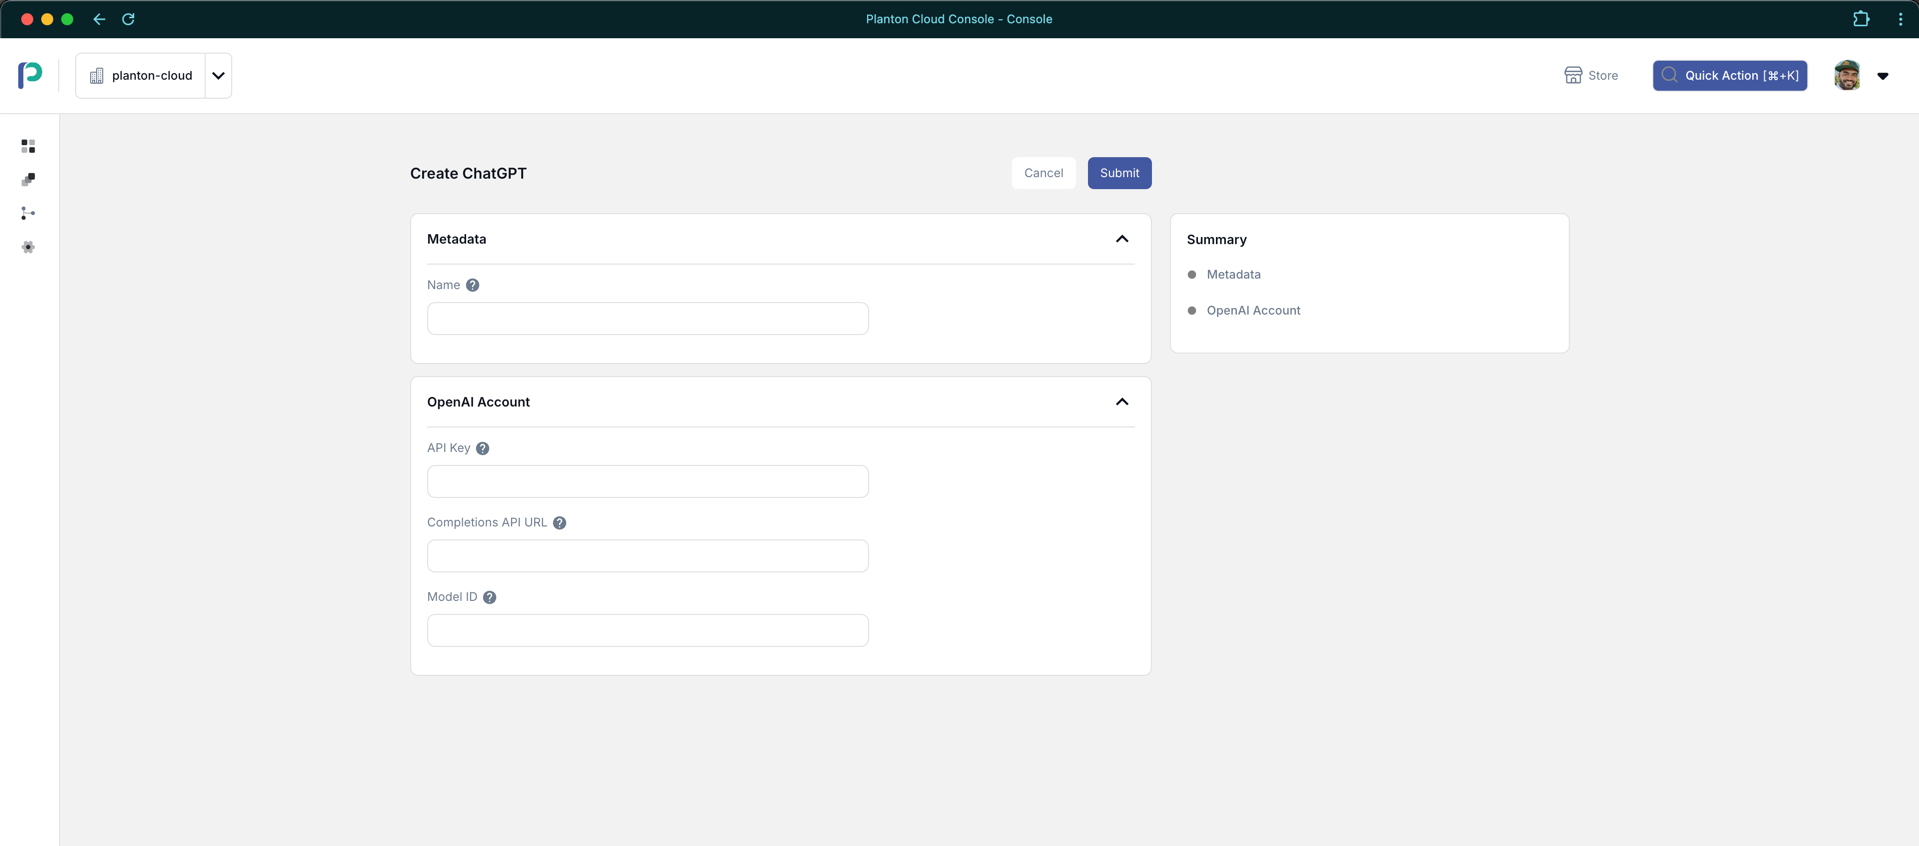 Planton Cloud Console - Console
planton-cloud
Store
Quick Action [⌘+K]
Create ChatGPT
Cancel
Submit
Metadata
Name
Summary
Metadata
OpenAI Account
OpenAI Account
API Key
Completions API URL
Model ID